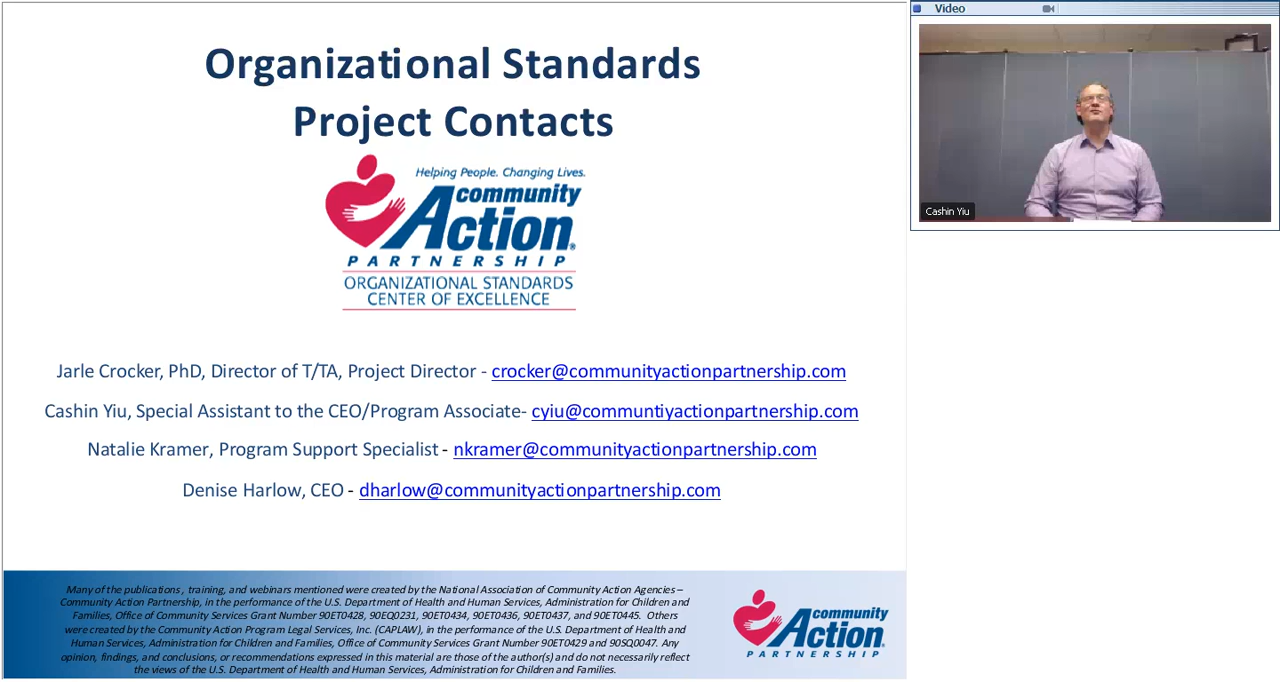 Organizational Standards
Project Contacts
Helping People. Changing Lives.
community
Action®
PARTNERSHIP
ORGANIZATIONAL STANDARDS
CENTER OF EXCELLENCE
Jarle Crocker, PhD, Director of T/TA, Project Director - crocker@communityactionpartnership.com
Cashin Yiu, Special Assistant to the CEO/Program Associate- cyiu@communtiyactionpartnership.com
Natalie Kramer, Program Support Specialist - nkramer@communityactionpartnership.com
Denise Harlow, CEO - dharlow@communityactionpartnership.com
Many of the publications , training, and webinars mentioned were created by the National Association of Community Action Agencies –
Community Action Partnership, in the performance of the U.S. Department of Health and Human Services, Administration for Children and
Families, Office of Community Services Grant Number 90ET0428, 90EQ0231, 90ET0434, 90ET0436, 90ET0437, and 90ET0445. Others
were created by the Community Action Program Legal Services, Inc. (CAPLAW), in the performance of the U.S. Department of Health and
Human Services, Administration for Children and Families, Office of Community Services Grant Number 90ET0429 and 90SQ0047. Any
opinion, findings, and conclusions, or recommendations expressed in this material are those of the author(s) and do not necessarily reflect
the views of the U.S. Department of Health and Human Services, Administration for Children and Families.
community
Action®
PARTNERSHIP
Video
Cashin Yiu